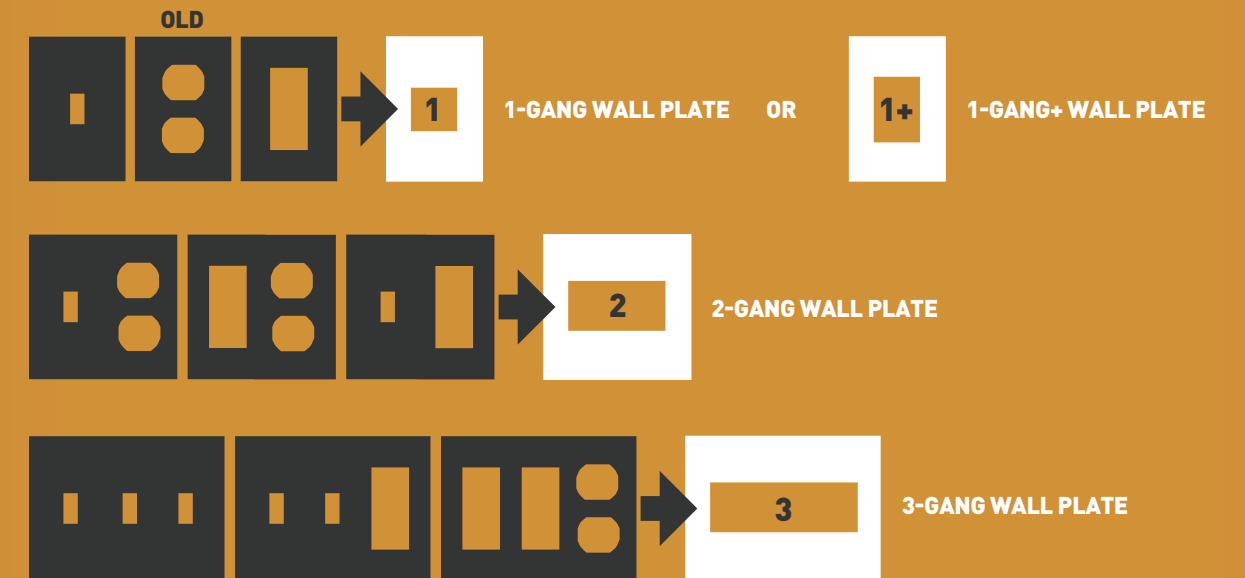 OLD
1 1-GANG WALL PLATE OR 1+ 1-GANG+ WALL PLATE
2 2-GANG WALL PLATE
3 3-GANG WALL PLATE